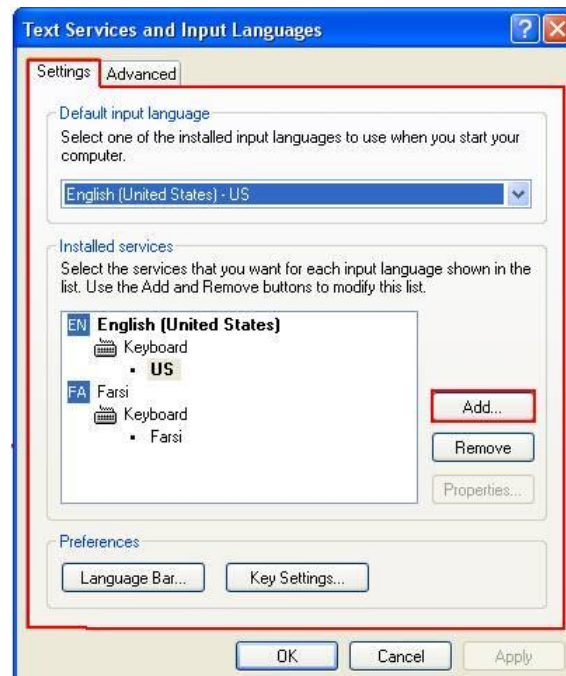 Text Services and Input Languages
Settings
Advanced
Default input language
Select one of the installed input languages to use when you start your
computer.
English (United States) - US
Installed services
Select the services that you want for each input language shown in the
list. Use the Add and Remove buttons to modify this list.
EN English (United States)
Keyboard
• US
FA Farsi
Keyboard
• Farsi
Add...
Remove
Properties...
Preferences
Language Bar...
Key Settings...
OK
Cancel
Apply